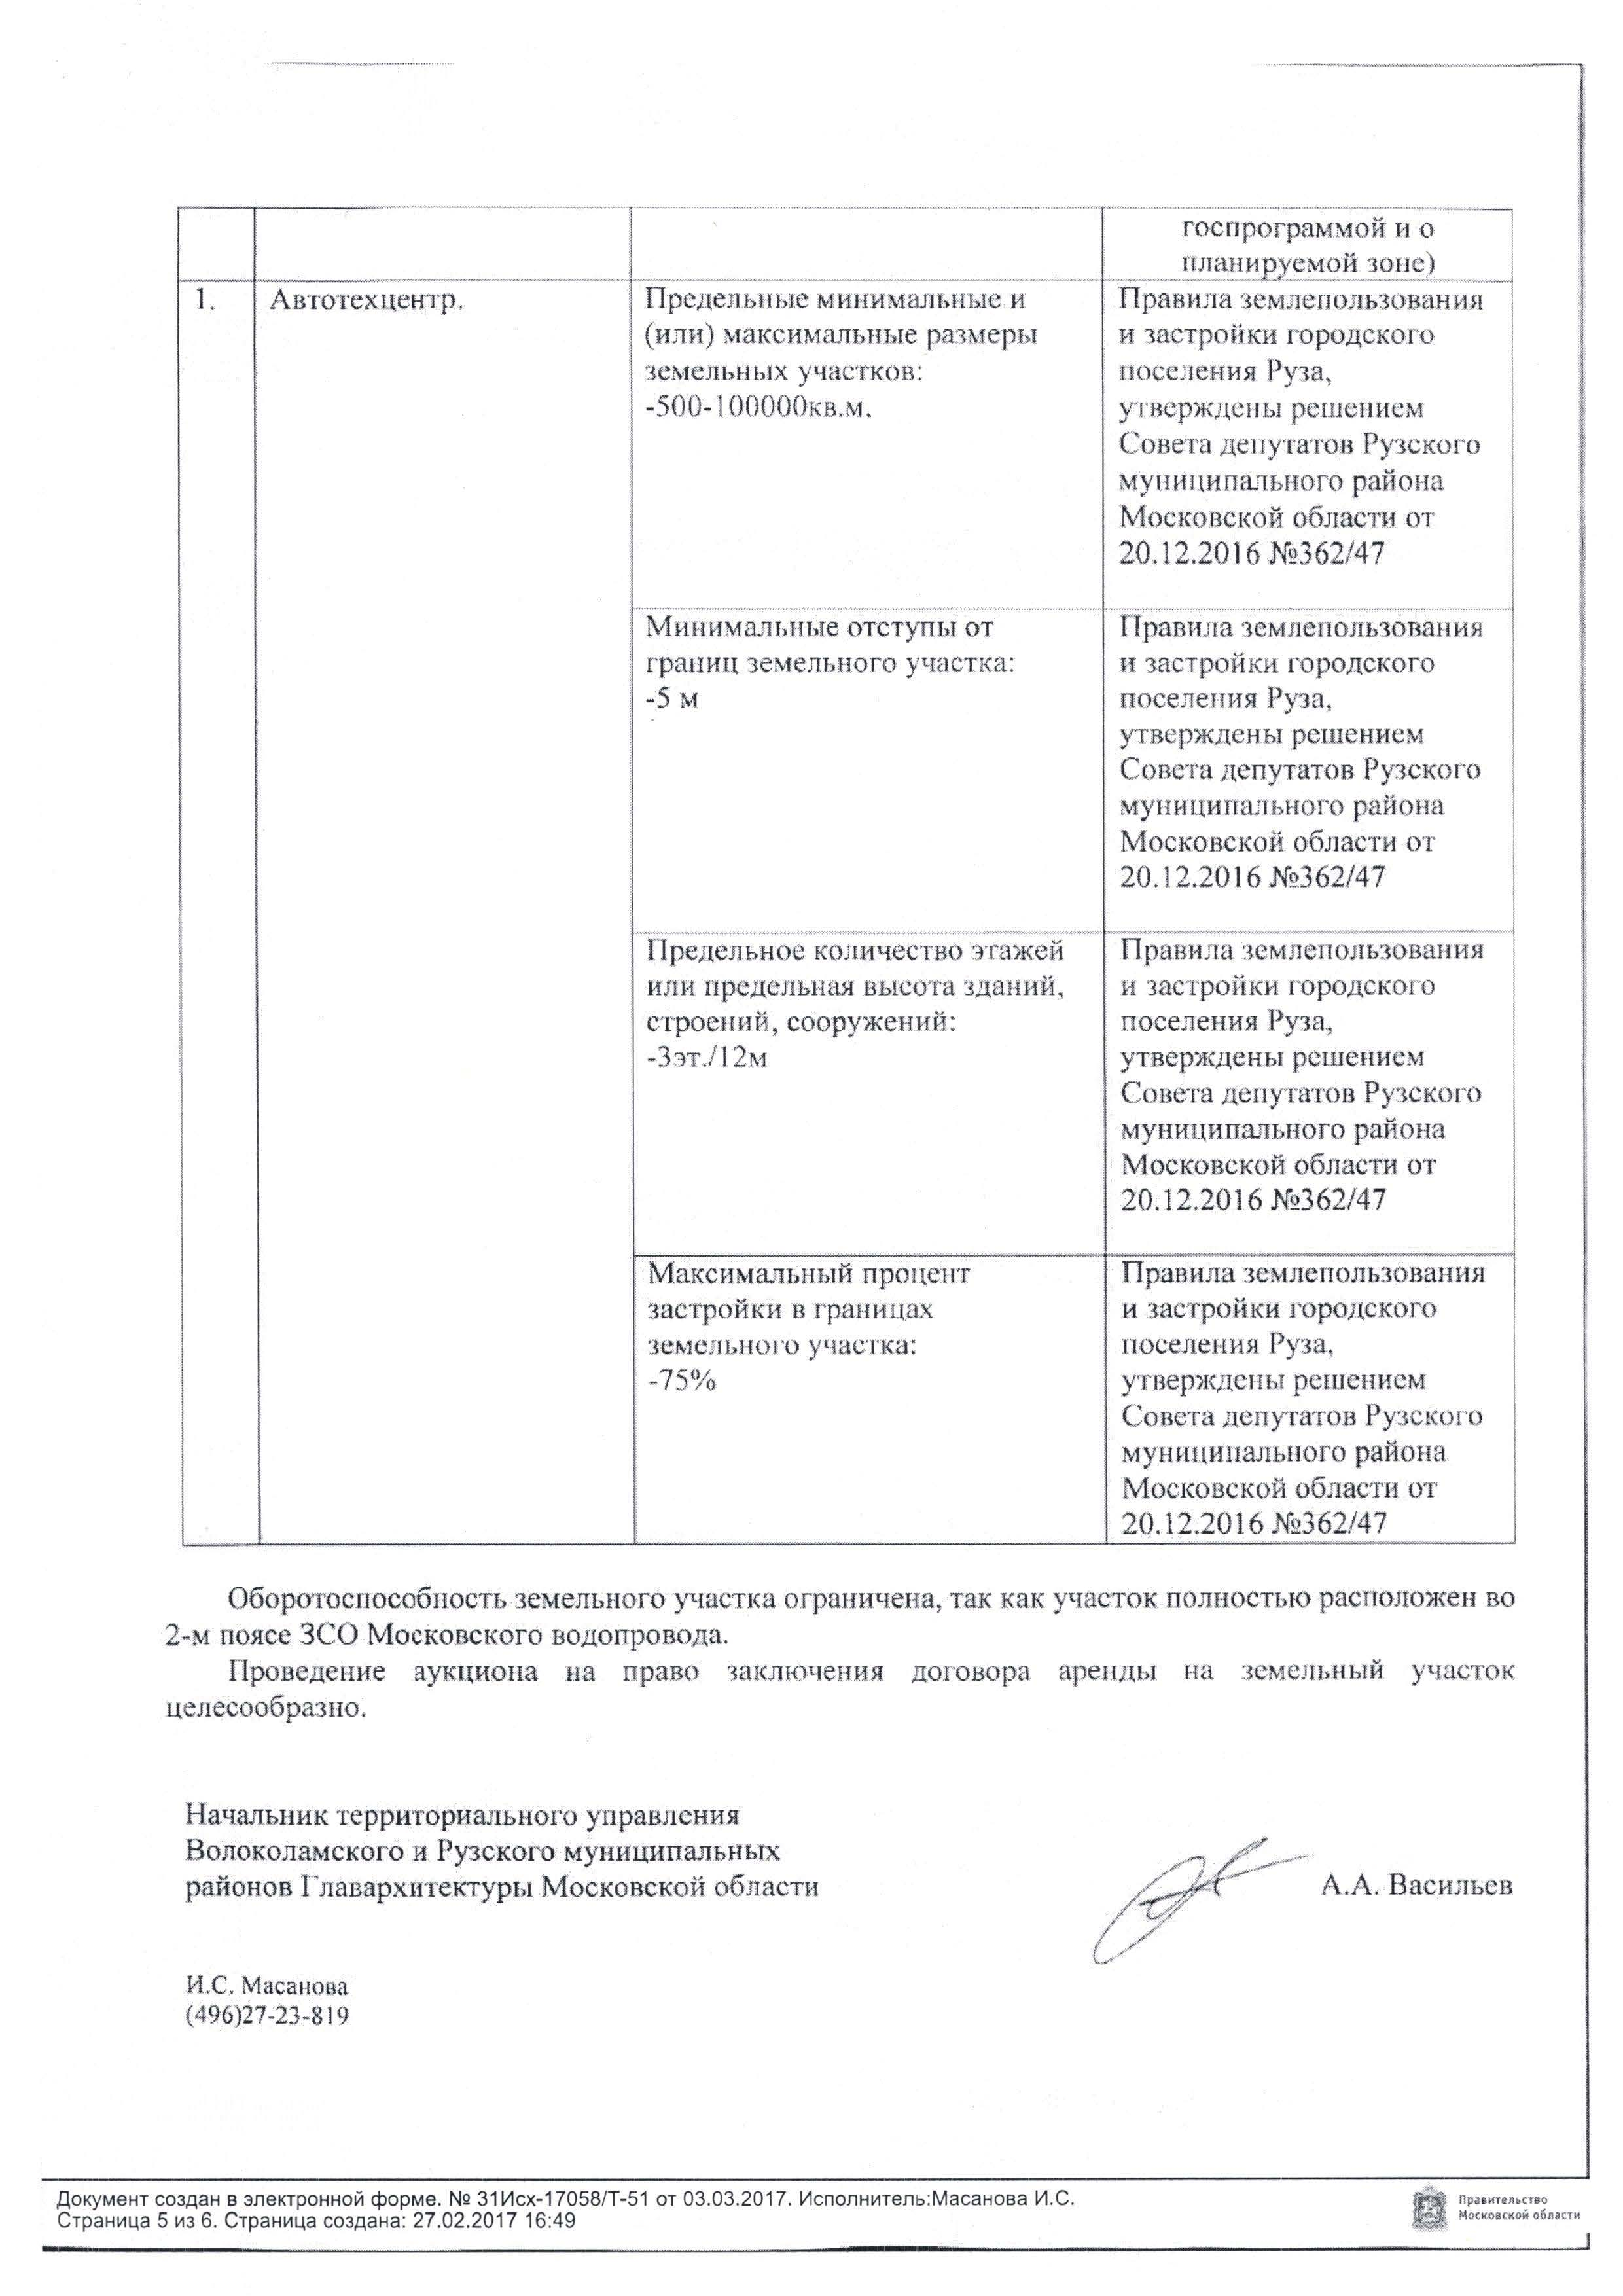 госпрограммой и о
планируемой зоне)
1.
Автотехцентр.
Предельные минимальные и
(или) максимальные размеры
земельных участков:
-500-100000кв.м.
Правила землепользования
и застройки городского
поселения Руза,
утверждены решением
Совета депутатов Рузского
муниципального района
Московской области от
20.12.2016 №362/47
Минимальные отступы от
границ земельного участка:
-5 м
Правила землепользования
и застройки городского
поселения Руза,
утверждены решением
Совета депутатов Рузского
муниципального района
Московской области от
20.12.2016 №362/47
Предельное количество этажей
или предельная высота зданий,
строений, сооружений:
-3эт./12м
Правила землепользования
и застройки городского
поселения Руза,
утверждены решением
Совета депутатов Рузского
муниципального района
Московской области от
20.12.2016 №362/47
Максимальный процент
застройки в границах
земельного участка:
-75%
Правила землепользования
и застройки городского
поселения Руза,
утверждены решением
Совета депутатов Рузского
муниципального района
Московской области от
20.12.2016 №362/47
Оборотоспособность земельного участка ограничена, так как участок полностью расположен во
2-м поясе ЗСО Московского водопровода.
Проведение аукциона на право заключения договора аренды на земельный участок
целесообразно.
Начальник территориального управления
Волоколамского и Рузского муниципальных
районов Главархитектуры Московской области
А.А. Васильев
И.С. Масанова
(496)27-23-819
Документ создан в электронной форме. № 31Исх-17058/Т-51 от 03.03.2017. Исполнитель:Масанова И.С.
Страница 5 из 6. Страница создана: 27.02.2017 16:49
Правительство
Московской области